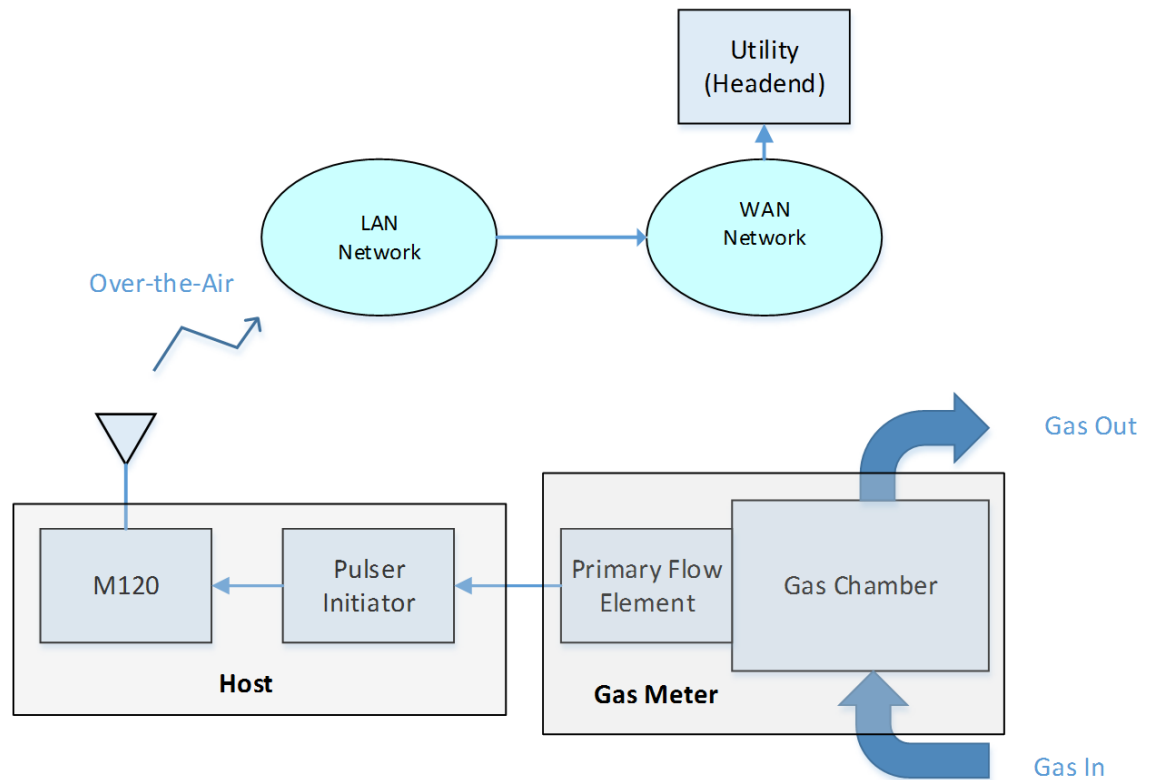 Utility
(Headend)
LAN
Network
WAN
Network
Over-the-Air
Gas Out
M120
Pulser
Initiator
Primary Flow
Element
Gas Chamber
Host
Gas Meter
Gas In